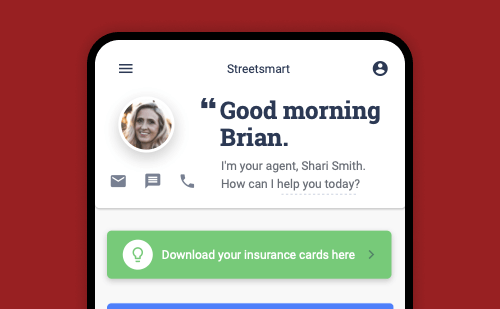 Streetsmart
“ Good morning
Brian.
I'm your agent, Shari Smith.
How can I help you today?
Download your insurance cards here